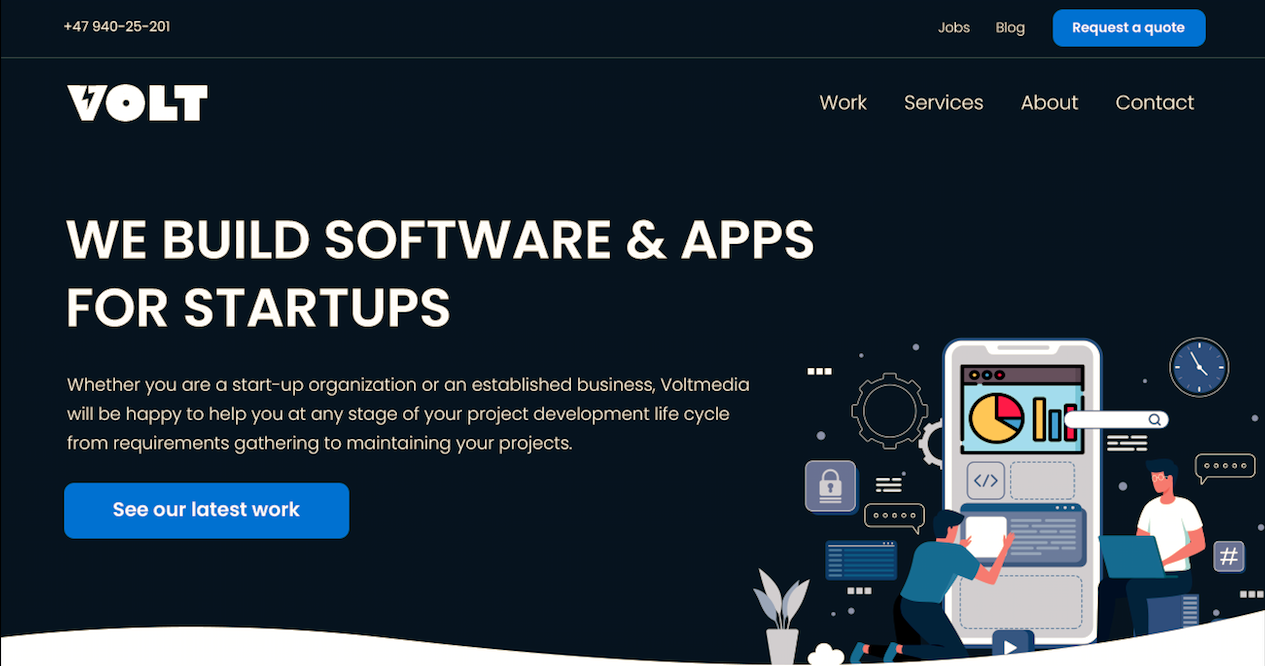 +47 940-25-201
Jobs Blog Request a quote
VOLT
Work Services About Contact
WE BUILD SOFTWARE & APPS
FOR STARTUPS
Whether you are a start-up organization or an established business, Voltmedia
will be happy to help you at any stage of your project development life cycle
from requirements gathering to maintaining your projects.
See our latest work
</>
#